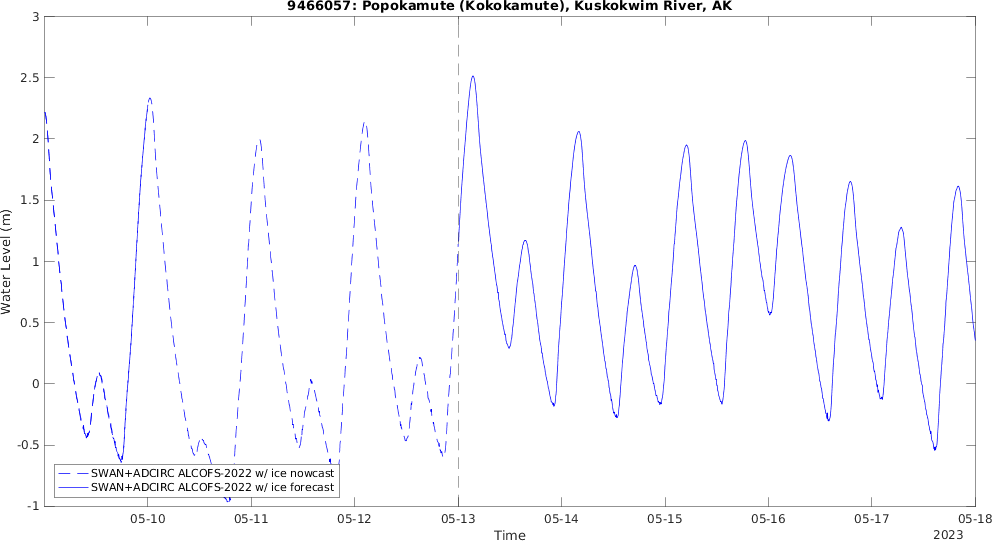 9466057: Popokamute (Kokokamute), Kuskokwim River, AK
3
2.5
2
1.5
1
0.5
0
-0.5
-1
Water Level (m)
SWAN+ADCIRC ALCOFS-2022 w/ ice nowcast
SWAN+ADCIRC ALCOFS-2022 w/ ice forecast
05-10 05-11 05-12 05-13 05-14 05-15 05-16 05-17 05-18
Time
2023